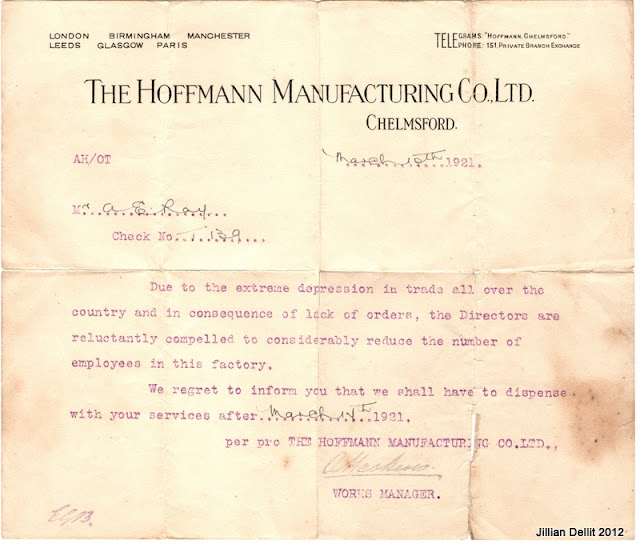 LONDON BIRMINGHAM MANCHESTER
LEEDS GLASGOW PARIS
TELEGRAMS: "HOFFMANN, CHELMSFORD."
TELEPHONE: 151, PRIVATE BRANCH EXCHANGE
THE HOFFMANN MANUFACTURING CO., LTD.
CHELMSFORD.
AH/OT
March 10th 1921.
Mr A. E. Ray
Check No. 139
Due to the extreme depression in trade all over the
country and in consequence of lack of orders, the Directors are
reluctantly compelled to considerably reduce the number of
employees in this factory.
We regret to inform you that we shall have to dispense
with your services after March 14th 1921.
per pro THE HOFFMANN MANUFACTURING CO.LTD.,
WORKS MANAGER.
Jillian Dellit 2012